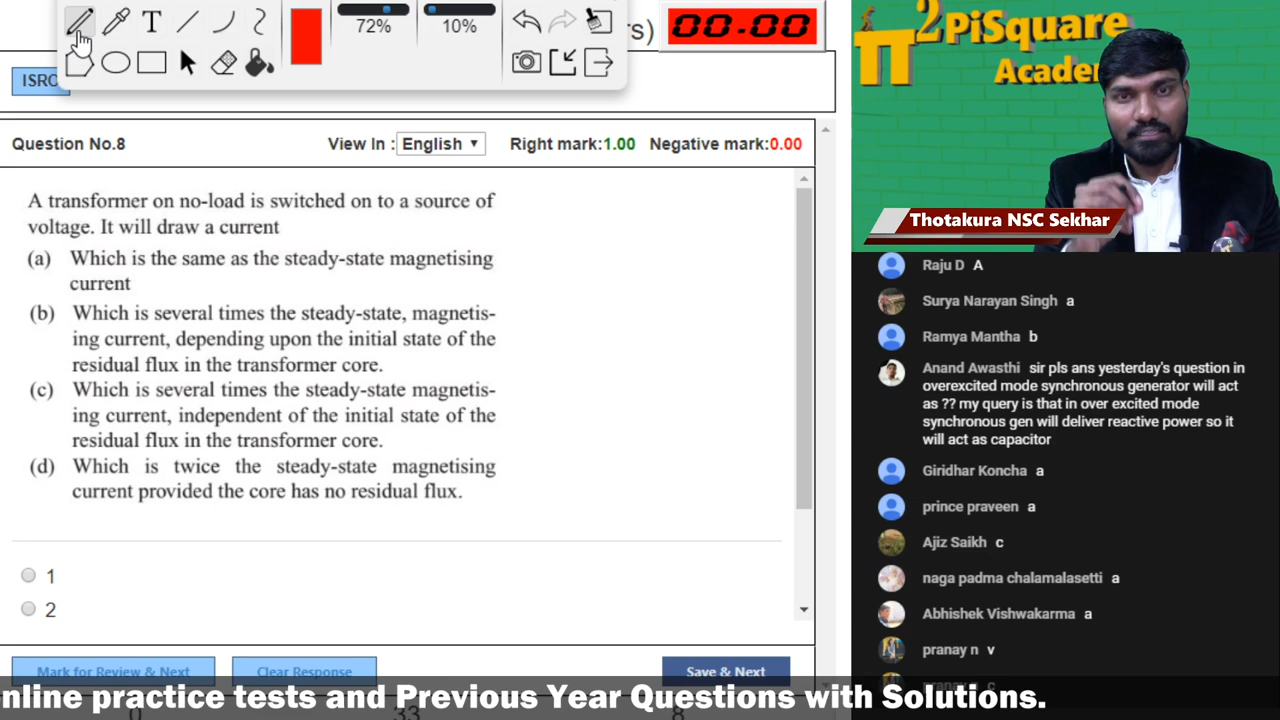 T
72%
10%
s)
00.00
ISRO
Question No.8
View In :
English
Right mark:1.00
Negative mark:0.00
A transformer on no-load is switched on to a source of
voltage. It will draw a current
(a) Which is the same as the steady-state magnetising
current
(b) Which is several times the steady-state, magnetis-
ing current, depending upon the initial state of the
residual flux in the transformer core.
(c) Which is several times the steady-state magnetis-
ing current, independent of the initial state of the
residual flux in the transformer core.
(d) Which is twice the steady-state magnetising
current provided the core has no residual flux.
1
2
Mark for Review & Next
Clear Response
Save & Next
π 2 PiSquare
Acade
Thotakura NSC Sekhar
Raju D A
Surya Narayan Singh a
Ramya Mantha b
Anand Awasthi sir pls ans yesterday's question in
overexcited mode synchronous generator will act
as ?? my query is that in over excited mode
synchronous gen will deliver reactive power so it
will act as capacitor
Giridhar Koncha a
prince praveen a
Ajiz Saikh c
naga padma chalamalasetti a
Abhishek Vishwakarma a
pranay n v
pranay n c
nline practice tests and Previous Year Questions with Solutions.
0
33
8